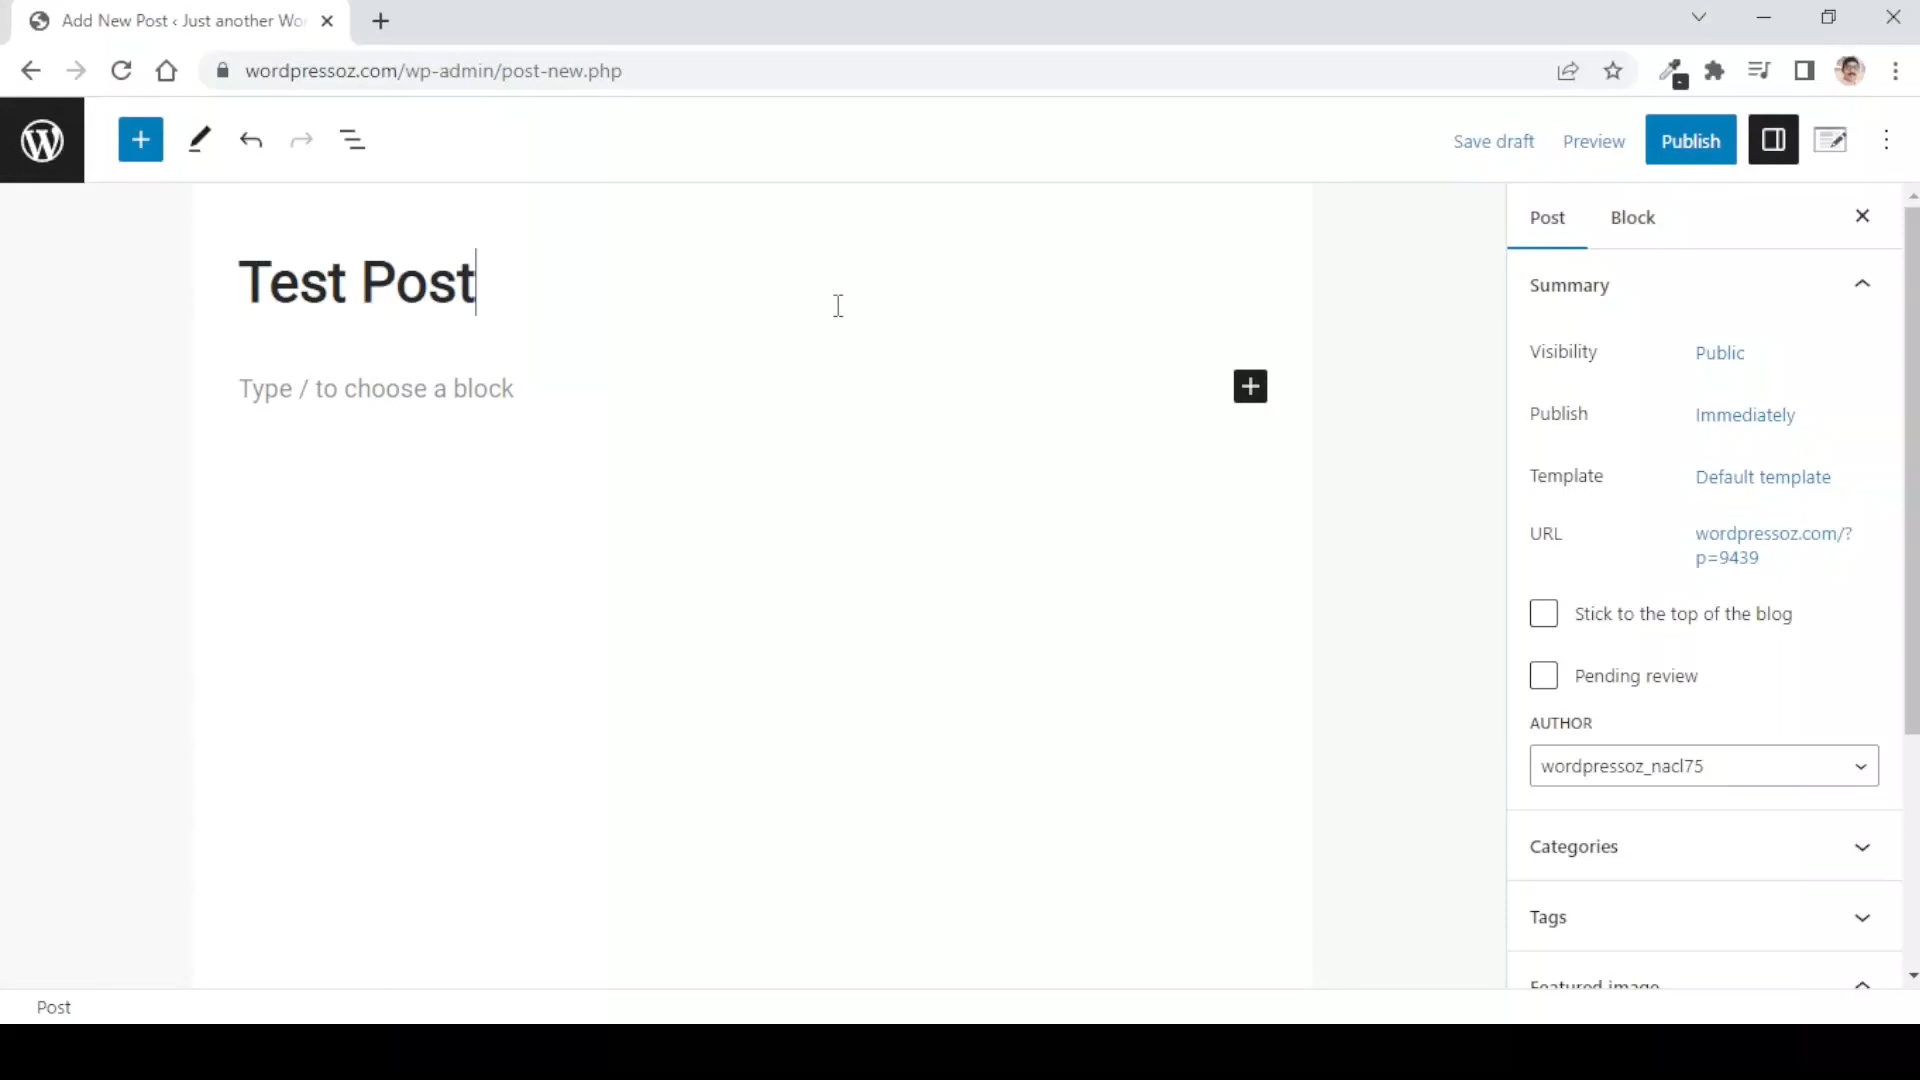 Add New Post ‹ Just another Wo
wordpressoz.com/wp-admin/post-new.php
Save draft
Preview
Publish
Test Post
Type / to choose a block
Post
Block
Summary
Visibility
Public
Publish
Immediately
Template
Default template
URL
wordpressoz.com/?
p=9439
Stick to the top of the blog
Pending review
AUTHOR
wordpressoz_nacl75
Categories
Tags
Featured image
Post